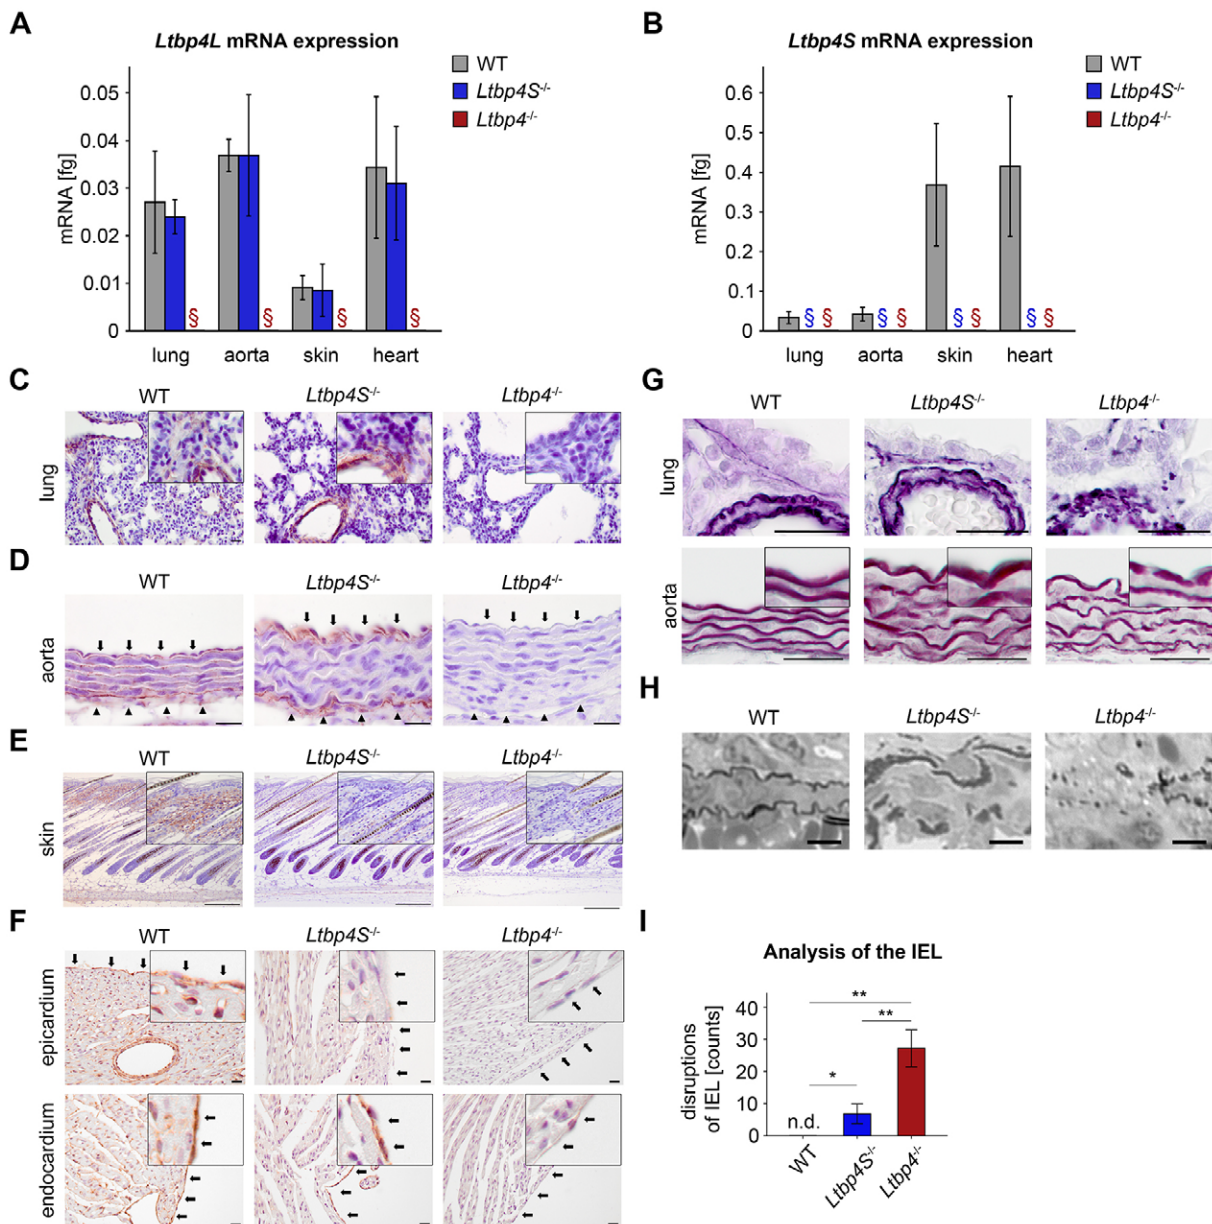 A
Ltbp4L mRNA expression
WT
Ltbp4S-/-
Ltbp4-/-
mRNA [fg]
0.05
0.04
0.03
0.02
0.01
0
§ § § §
lung aorta skin heart
B
Ltbp4S mRNA expression
WT
Ltbp4S-/-
Ltbp4-/-
mRNA [fg]
0.6
0.5
0.4
0.3
0.2
0.1
0
§ § § § § § § §
lung aorta skin heart
C
WT Ltbp4S-/- Ltbp4-/-
lung
D
WT Ltbp4S-/- Ltbp4-/-
aorta
E
WT Ltbp4S-/- Ltbp4-/-
skin
F
WT Ltbp4S-/- Ltbp4-/-
epicardium
endocardium
G
WT Ltbp4S-/- Ltbp4-/-
lung
aorta
H
WT Ltbp4S-/- Ltbp4-/-
I
Analysis of the IEL
disruptions
of IEL [counts]
40
30
20
10
0
**
**
*
n.d.
WT Ltbp4S-/- Ltbp4-/-